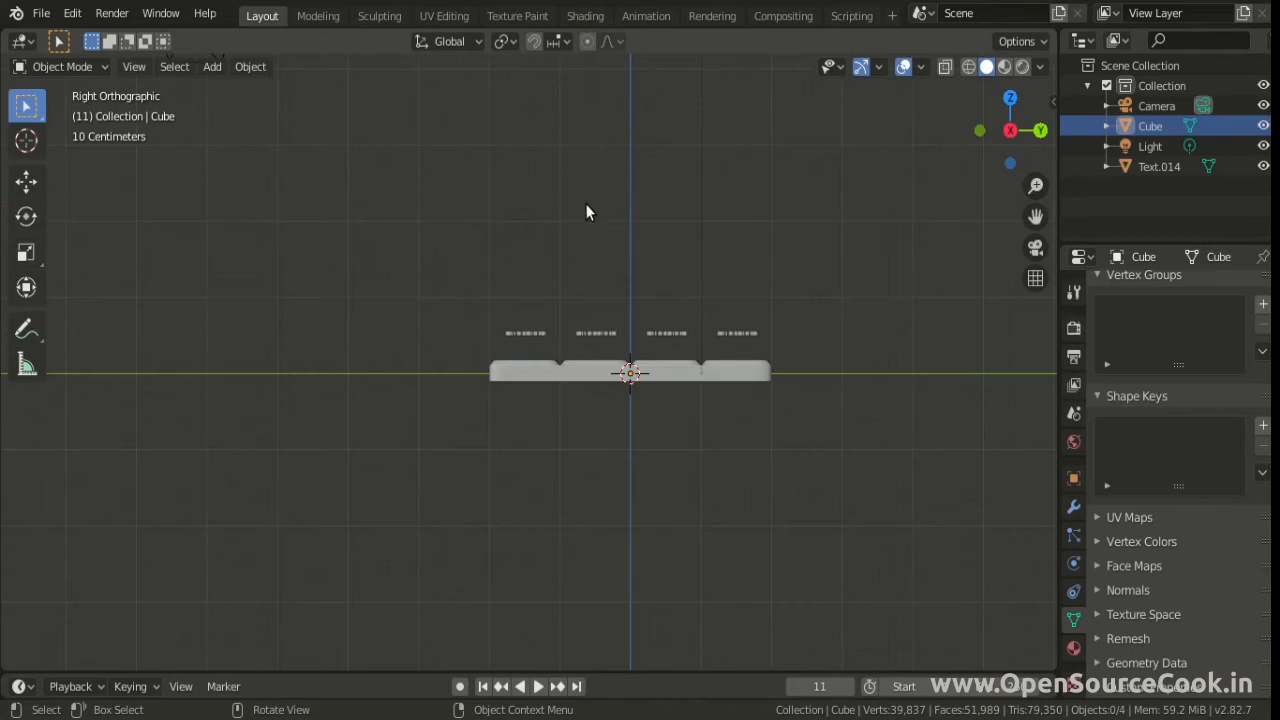 File Edit Render Window Help Layout Modeling Sculpting UV Editing Texture Paint Shading Animation Rendering Compositing Scripting + Scene View Layer
Global Options
Object Mode View Select Add Object
Right Orthographic
(11) Collection | Cube
10 Centimeters
Z
Y
Scene Collection
Collection
Camera
Cube
Light
Text.014
Cube Cube
Vertex Groups
Shape Keys
UV Maps
Vertex Colors
Face Maps
Normals
Texture Space
Remesh
Geometry Data
Playback Keying View Marker 11 Start
www.OpenSourceCook.in
Select Box Select Rotate View Object Context Menu Collection | Cube | Verts:39,837 | Faces:51,989 | Tris:79,350 | Objects:0/4 | Mem: 59.2 MiB | v2.82.7